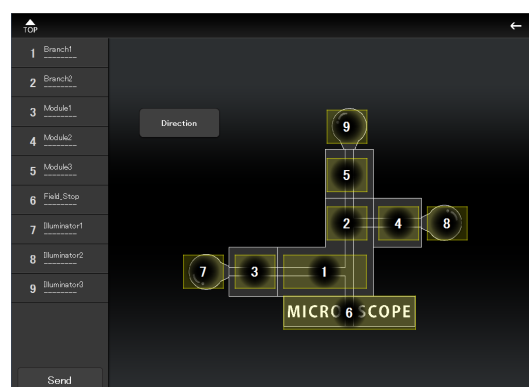 TOP
←
1 Branch1
--------
2 Branch2
--------
3 Module1
--------
4 Module2
--------
5 Module3
--------
6 Field_Stop
--------
7 Illuminator1
--------
8 Illuminator2
--------
9 Illuminator3
--------
Send
Direction
9
5
2 4 8
7 3 1
MICRO 6 SCOPE